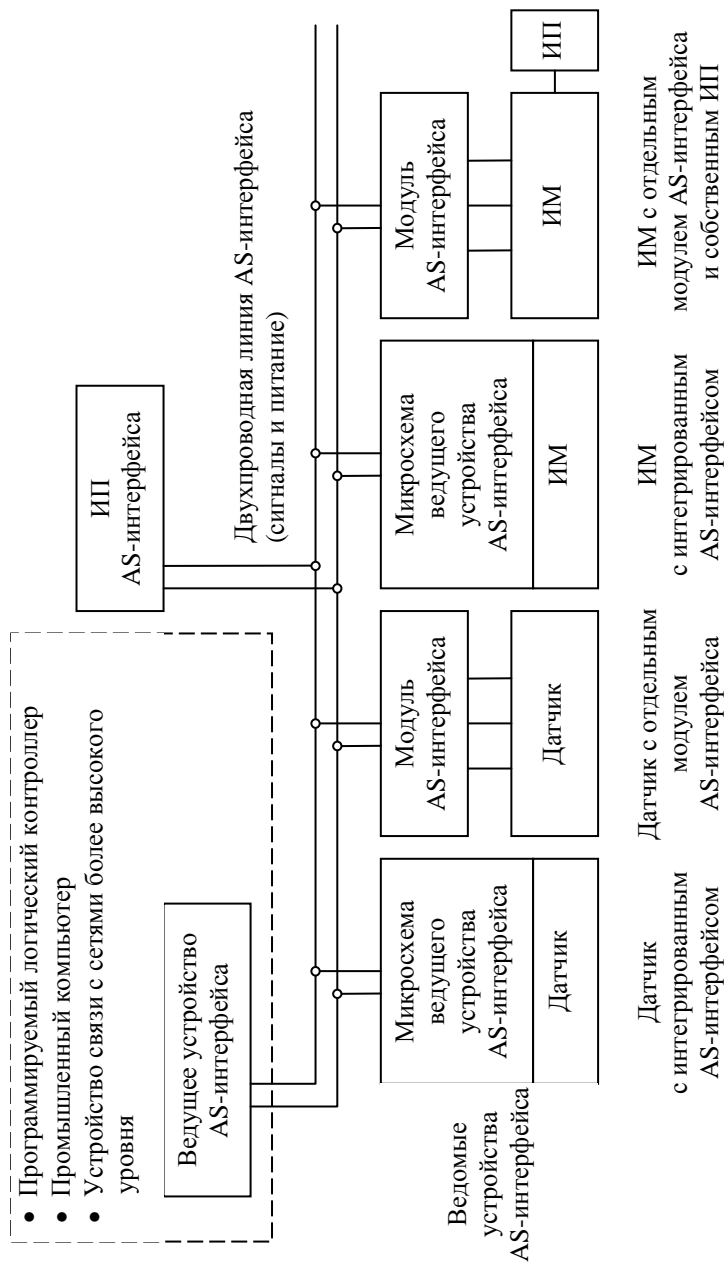 • Программируемый логический контроллер
• Промышленный компьютер
• Устройство связи с сетями более высокого
уровня
Ведущее устройство
AS-интерфейса
ИП
AS-интерфейса
Двухпроводная линия AS-интерфейса
(сигналы и питание)
Ведомые
устройства
AS-интерфейса
Микросхема
ведущего
устройства
AS-интерфейса
Датчик
Модуль
AS-интерфейса
Датчик
Микросхема
ведущего
устройства
AS-интерфейса
ИМ
Модуль
AS-интерфейса
ИМ
ИП
Датчик
с интегрированным
AS-интерфейсом
Датчик с отдельным
модулем
AS-интерфейса
ИМ
с интегрированным
AS-интерфейсом
ИМ с отдельным
модулем AS-интерфейса
и собственным ИП